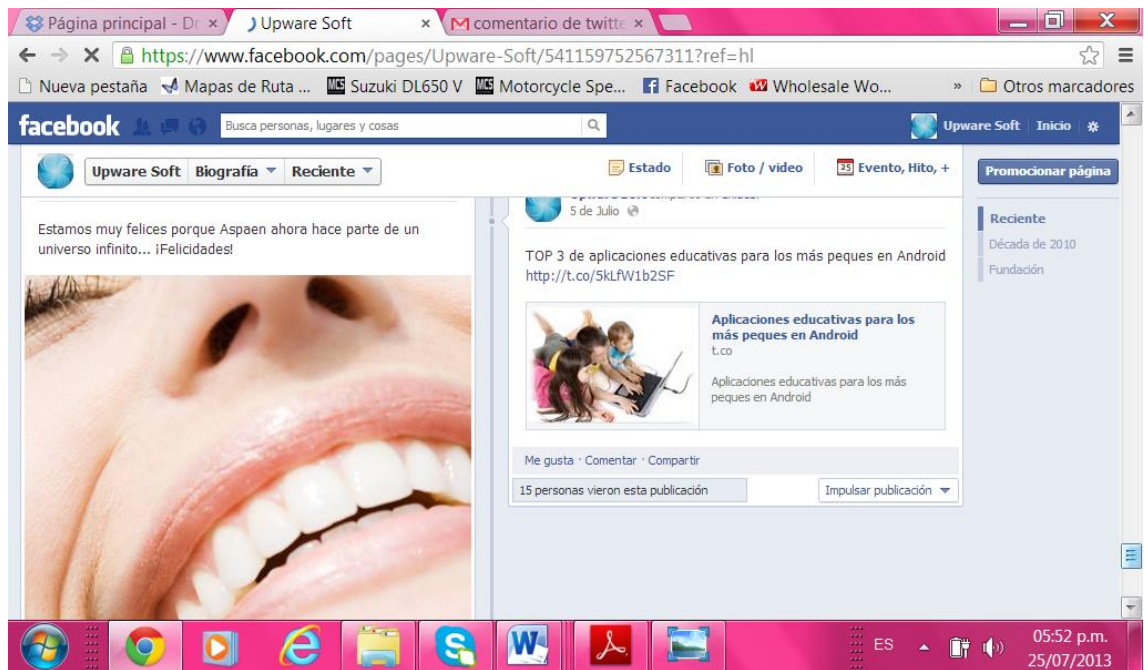 Página principal - Dr
Upware Soft
comentario de twitte
https://www.facebook.com/pages/Upware-Soft/541159752567311?ref=hl
Nueva pestaña Mapas de Ruta ... MCS Suzuki DL650 V MCS Motorcycle Spe... Facebook Wholesale Wo... » Otros marcadores
facebook Busca personas, lugares y cosas Upware Soft Inicio
Upware Soft Biografía Reciente Estado Foto / video 25 Evento, Hito, + Promocionar página
Estamos muy felices porque Aspaen ahora hace parte de un
universo infinito... ¡Felicidades!
5 de Julio
TOP 3 de aplicaciones educativas para los más peques en Android
http://t.co/5kLfW1b2SF
Aplicaciones educativas para los
más peques en Android
t.co
Aplicaciones educativas para los más
peques en Android
Me gusta · Comentar · Compartir
15 personas vieron esta publicación Impulsar publicación
Reciente
Década de 2010
Fundación
ES
05:52 p.m.
25/07/2013